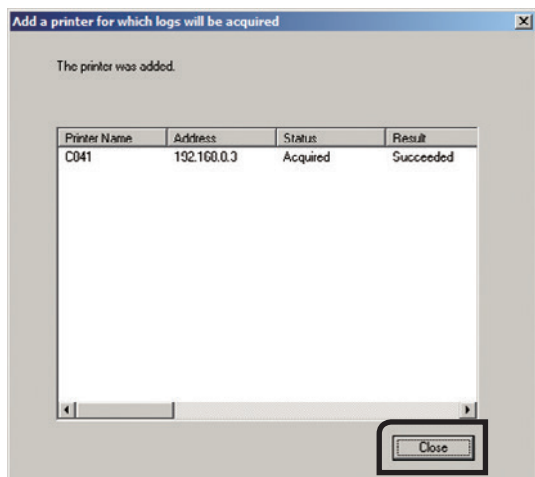 Add a printer for which logs will be acquired
The printer was added.
Printer Name Address Status Result
C041 192.160.0.3 Acquired Succeeded
Close